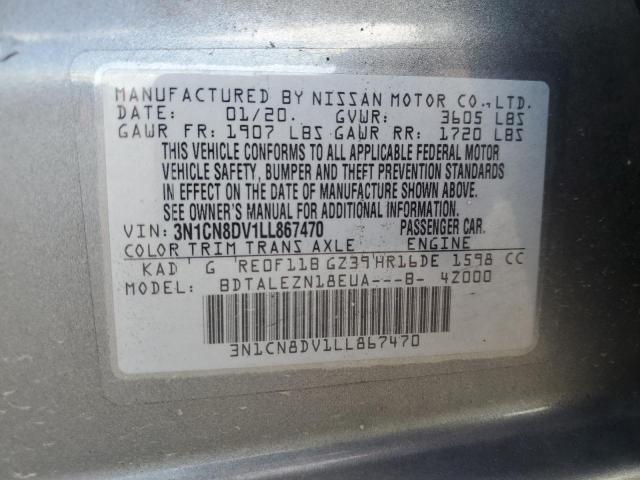 MANUFACTURED BY NISSAN MOTOR CO., LTD.
DATE: 01/20. GVWR: 3605 LBS
GAWR FR: 1907 LBS GAWR RR: 1720 LBS
THIS VEHICLE CONFORMS TO ALL APPLICABLE FEDERAL MOTOR
VEHICLE SAFETY, BUMPER AND THEFT PREVENTION STANDARDS
IN EFFECT ON THE DATE OF MANUFACTURE SHOWN ABOVE.
SEE OWNER'S MANUAL FOR ADDITIONAL INFORMATION.
VIN: 3N1CN8DV1LL867470 PASSENGER CAR.
COLOR TRIM TRANS AXLE ENGINE
KAD G RE0F11B GZ39 HR16DE 1598 CC
MODEL: BDTALEZN18EUA---B- 4Z000
3N1CN8DV1LL867470